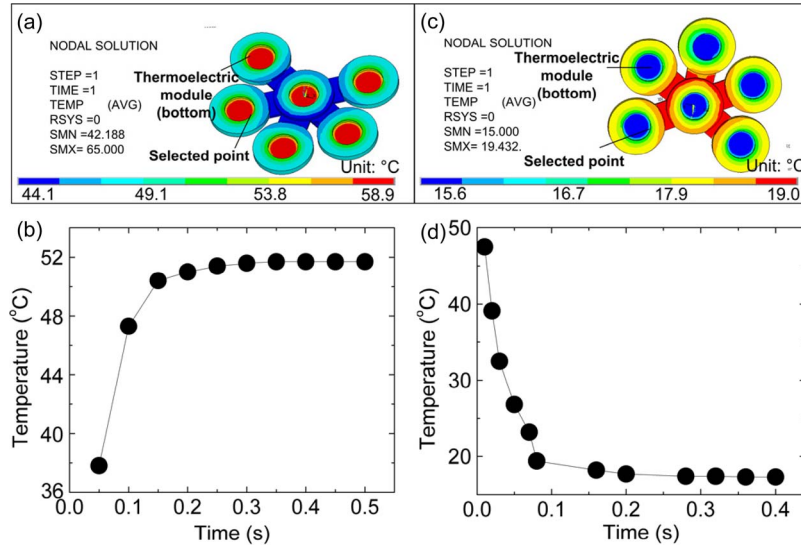 (a)
NODAL SOLUTION
STEP =1
TIME =1
TEMP (AVG)
RSYS =0
SMN =42.188
SMX= 65.000
Thermoelectric
module
(bottom)
Selected point
Unit: °C
44.1 49.1 53.8 58.9
(c)
NODAL SOLUTION
STEP =1
TIME =1
TEMP (AVG)
RSYS =0
SMN =15.000
SMX= 19.432.
Thermoelectric
module
(bottom)
Selected point
Unit: °C
15.6 16.7 17.9 19.0
(b)
Temperature (°C)
52
48
44
40
36
0.0 0.1 0.2 0.3 0.4 0.5
Time (s)
(d)
Temperature (°C)
50
40
30
20
0.0 0.1 0.2 0.3 0.4
Time (s)